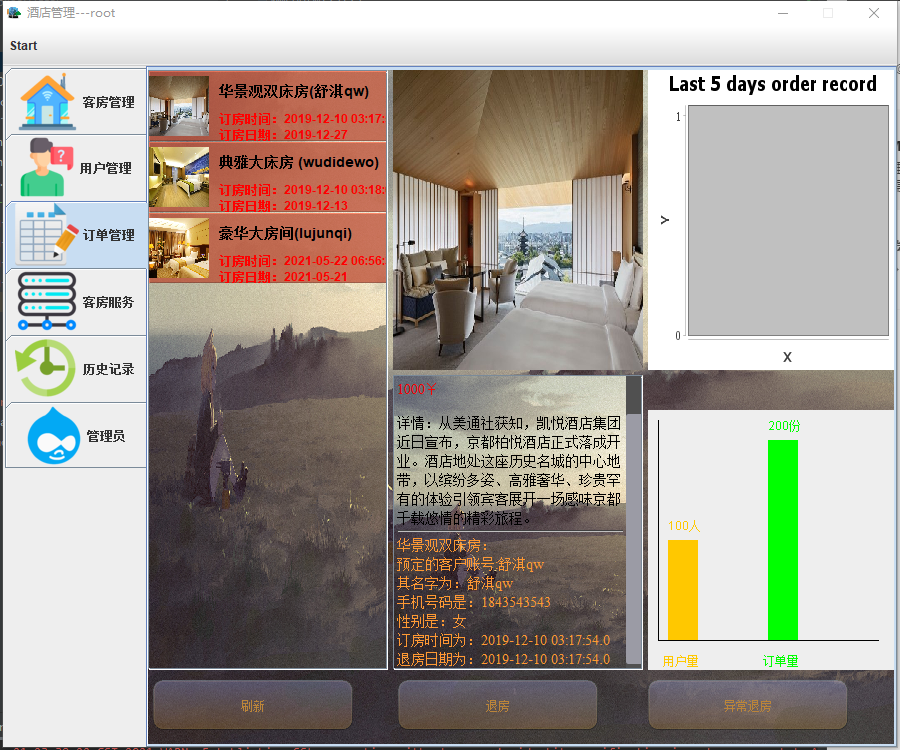 酒店管理---root
Start
客房管理
用户管理
订单管理
客房服务
历史记录
管理员
华景观双床房(舒淇qw)
订房时间：2019-12-10 03:17:
订房日期：2019-12-27
典雅大床房 (wudidewo)
订房时间：2019-12-10 03:18:
订房日期：2019-12-13
豪华大房间(lujunqi)
订房时间：2021-05-22 06:56:
订房日期：2021-05-21
1000￥
详情：从美通社获知，凯悦酒店集团
近日宣布，京都柏悦酒店正式落成开
业。酒店地处这座历史名城的中心地
带，以缤纷多姿、高雅奢华、珍贵罕
有的体验引领宾客展开一场感味京都
千载悠情的精彩旅程。
华景观双床房：
预定的客户账号:舒淇qw
其名字为：舒淇qw
手机号码是：1843543543
性别是：女
订房时间为：2019-12-10 03:17:54.0
退房日期为：2019-12-10 03:17:54.0
Last 5 days order record
1
Y
0
X
200份
100人
用户量
订单量
刷新
退房
异常退房